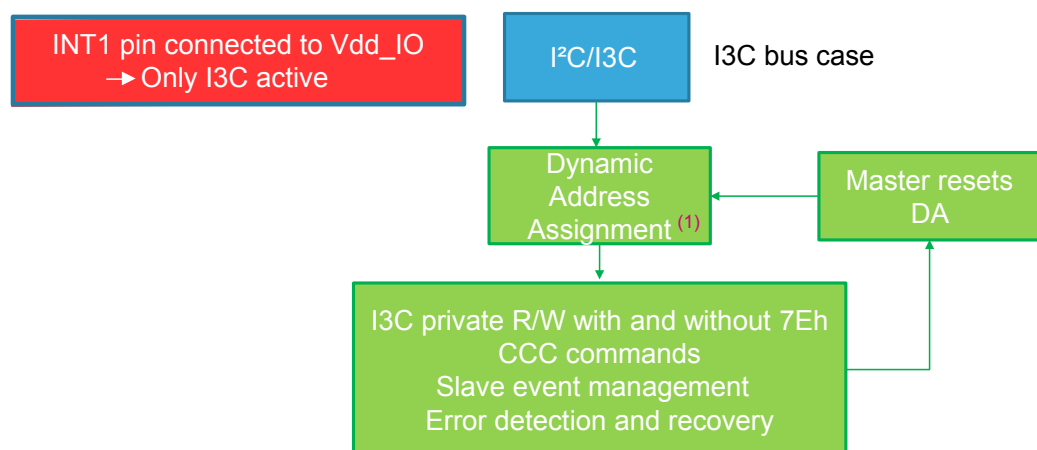 INT1 pin connected to Vdd_IO
→ Only I3C active
I²C/I3C
I3C bus case
Dynamic
Address
Assignment (1)
Master resets
DA
I3C private R/W with and without 7Eh
CCC commands
Slave event management
Error detection and recovery